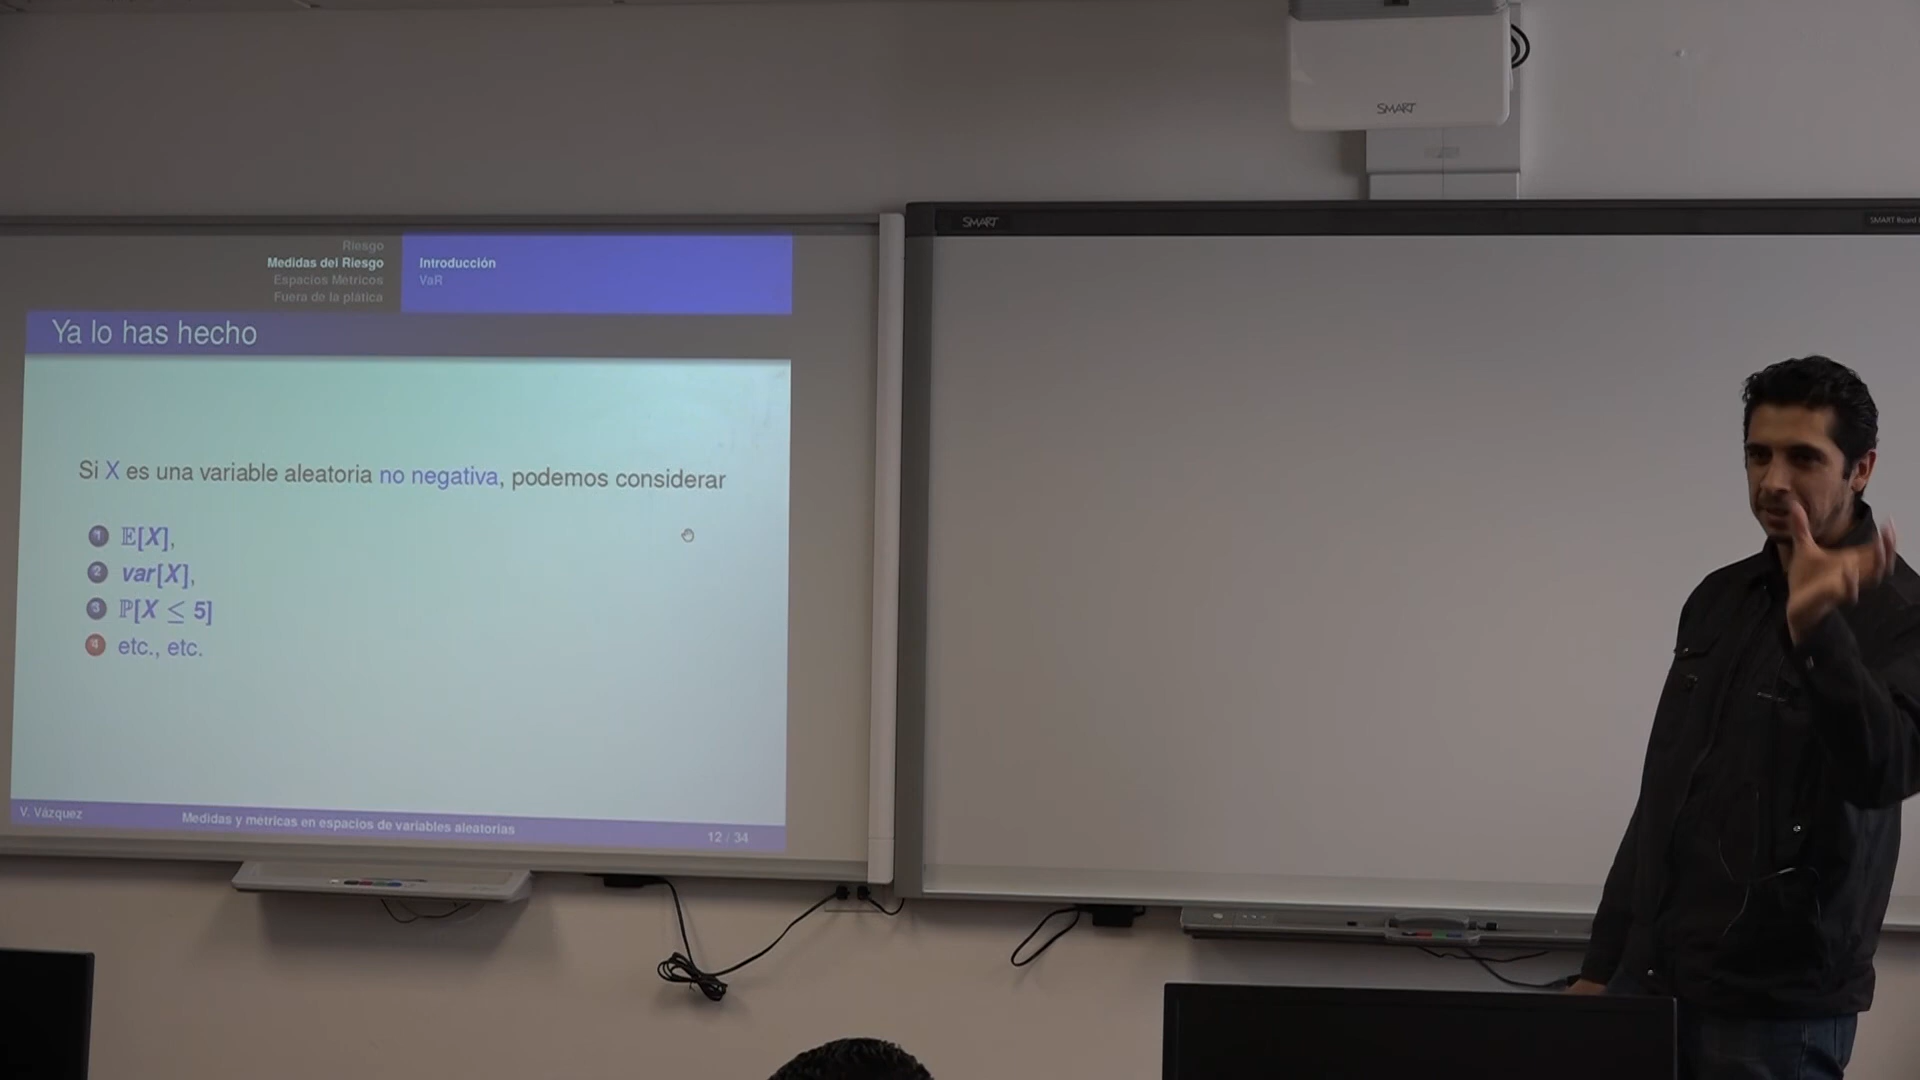 SMART
SMART
SMART Board
Riesgo
Medidas del Riesgo
Espacios Métricos
Fuera de la plática
Introducción
VaR
Ya lo has hecho
Si X es una variable aleatoria no negativa, podemos considerar
1 𝔼[X],
2 var[X],
3 ℙ[X ≤ 5]
4 etc., etc.
V. Vázquez
Medidas y métricas en espacios de variables aleatorias
12 / 34